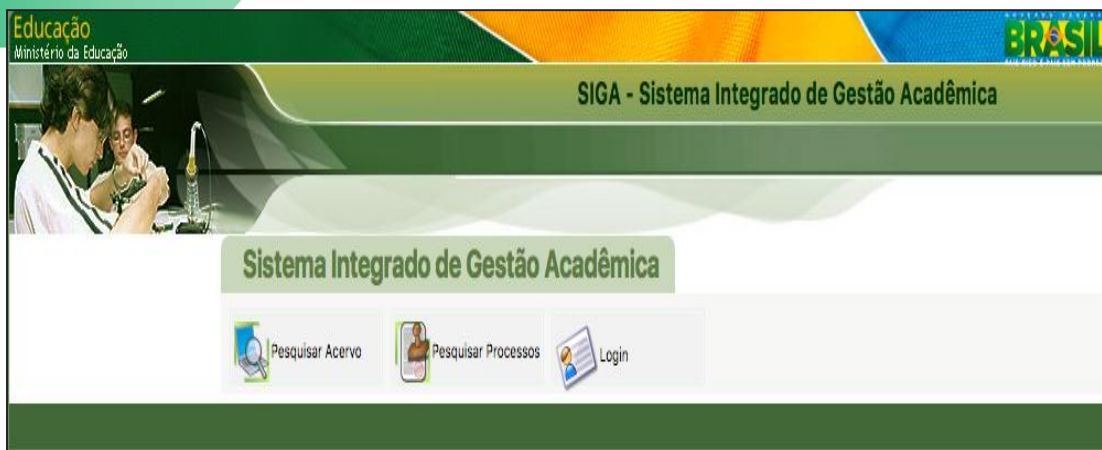 Educação
Ministério da Educação
BRASIL
SIGA - Sistema Integrado de Gestão Acadêmica
Sistema Integrado de Gestão Acadêmica
Pesquisar Acervo
Pesquisar Processos
Login